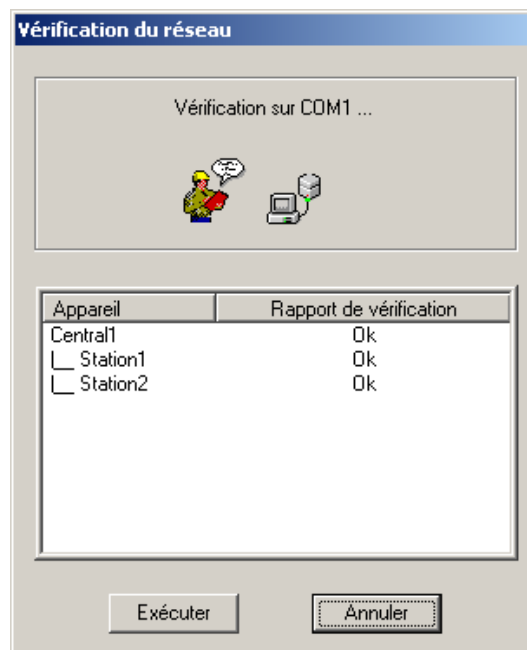 Vérification du réseau
Vérification sur COM1 ...
Appareil Rapport de vérification
Central1 Ok
|__ Station1 Ok
|__ Station2 Ok
Exécuter Annuler